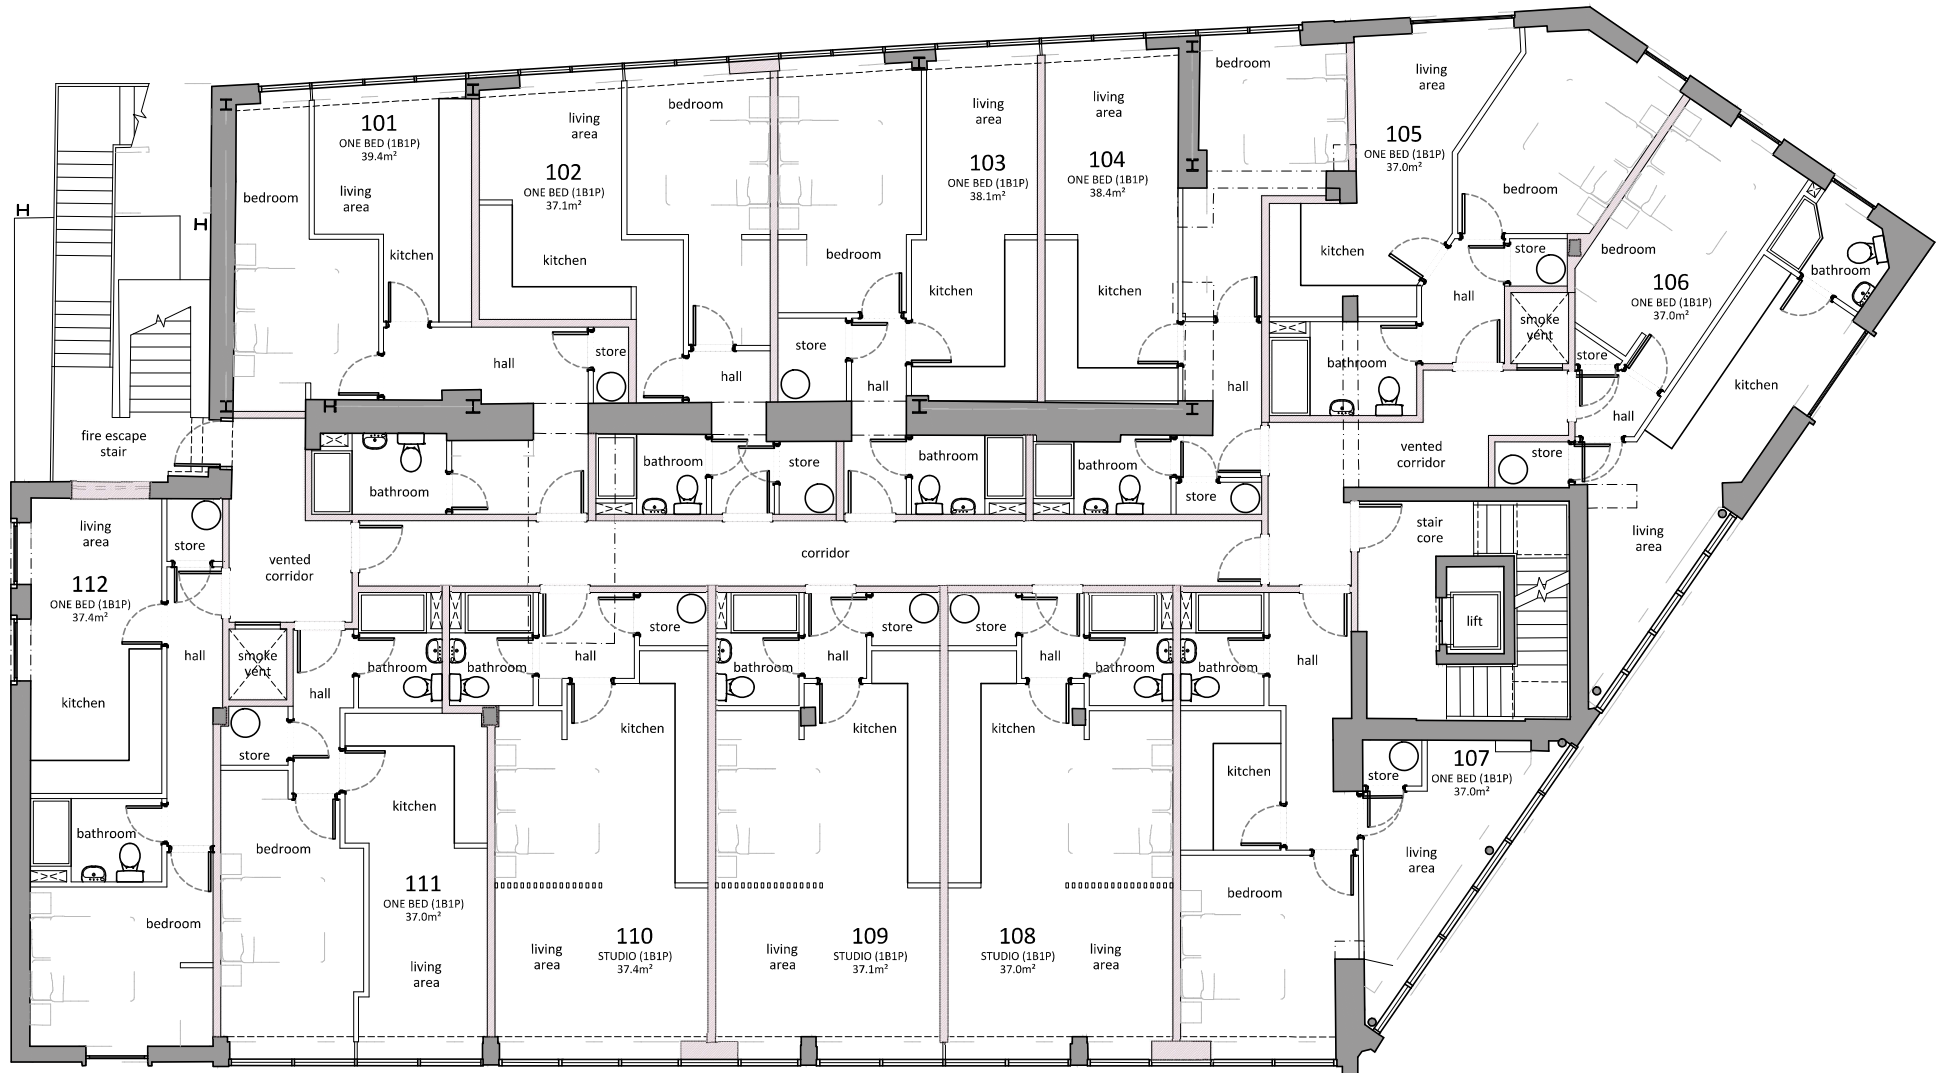 101
ONE BED (1B1P)
39.4m²
living
area
bedroom
kitchen
hall
store
bathroom
102
ONE BED (1B1P)
37.1m²
living
area
bedroom
kitchen
hall
bathroom
store
103
ONE BED (1B1P)
38.1m²
living
area
bedroom
kitchen
store
hall
bathroom
104
ONE BED (1B1P)
38.4m²
living
area
bedroom
kitchen
hall
bathroom
store
105
ONE BED (1B1P)
37.0m²
living
area
bedroom
kitchen
store
hall
bathroom
smoke
vent
106
ONE BED (1B1P)
37.0m²
bedroom
bathroom
kitchen
store
hall
store
living
area
vented
corridor
stair
core
lift
fire escape
stair
corridor
vented
corridor
smoke
vent
112
ONE BED (1B1P)
37.4m²
living
area
store
hall
kitchen
bathroom
bedroom
111
ONE BED (1B1P)
37.0m²
bathroom
hall
store
kitchen
bedroom
living
area
110
STUDIO (1B1P)
37.4m²
bathroom
hall
store
kitchen
living
area
109
STUDIO (1B1P)
37.1m²
bathroom
hall
store
kitchen
living
area
108
STUDIO (1B1P)
37.0m²
store
hall
bathroom
kitchen
living
area
107
ONE BED (1B1P)
37.0m²
bathroom
hall
kitchen
store
living
area
bedroom